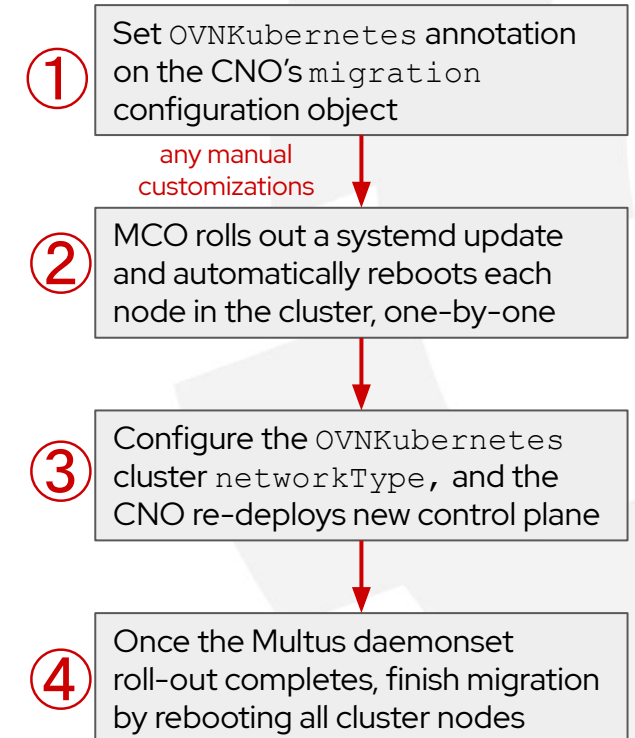 1
Set OVNKubernetes annotation
on the CNO's migration
configuration object
any manual
customizations
2
MCO rolls out a systemd update
and automatically reboots each
node in the cluster, one-by-one
3
Configure the OVNKubernetes
cluster networkType, and the
CNO re-deploys new control plane
4
Once the Multus daemonset
roll-out completes, finish migration
by rebooting all cluster nodes